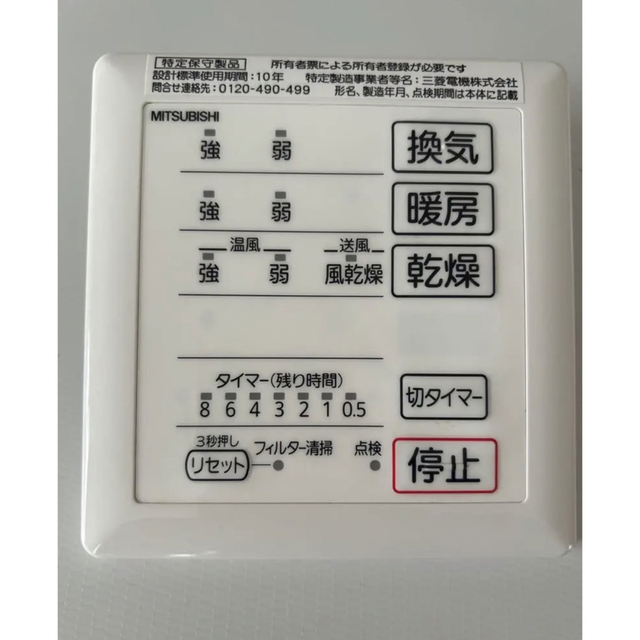 特定保守製品 所有者票による所有者登録が必要です
設計標準使用期間:10年 特定製造事業者等名:三菱電機株式会社
問合せ連絡先:0120-490-499 形名、製造年月、点検期間は本体に記載
MITSUBISHI
強 弱 換気
強 弱 暖房
温風 送風
強 弱 風乾燥 乾燥
タイマー(残り時間)
8 6 4 3 2 1 0.5 切タイマー
3秒押し
リセット フィルター清掃 点検 停止